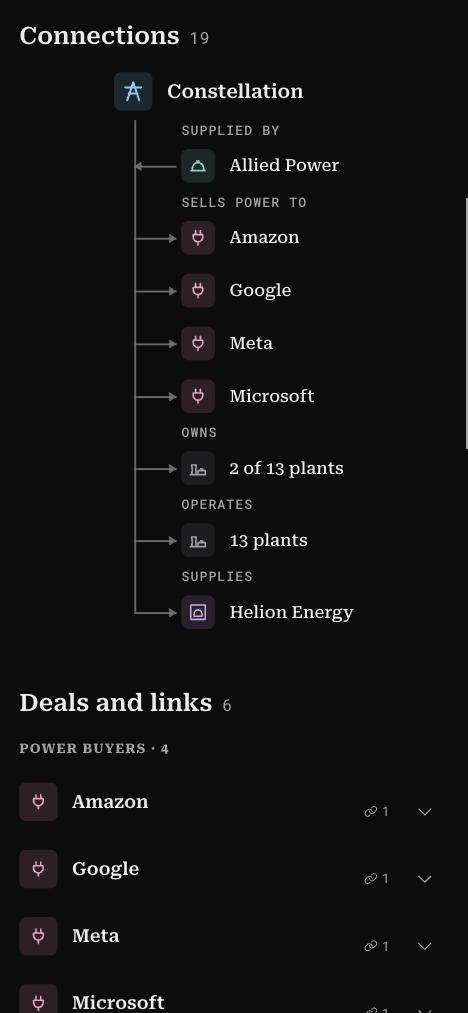 Connections 19
Constellation
SUPPLIED BY
Allied Power
SELLS POWER TO
Amazon
Google
Meta
Microsoft
OWNS
2 of 13 plants
OPERATES
13 plants
SUPPLIES
Helion Energy
Deals and links 6
POWER BUYERS · 4
Amazon
1
Google
1
Meta
1
Microsoft
1